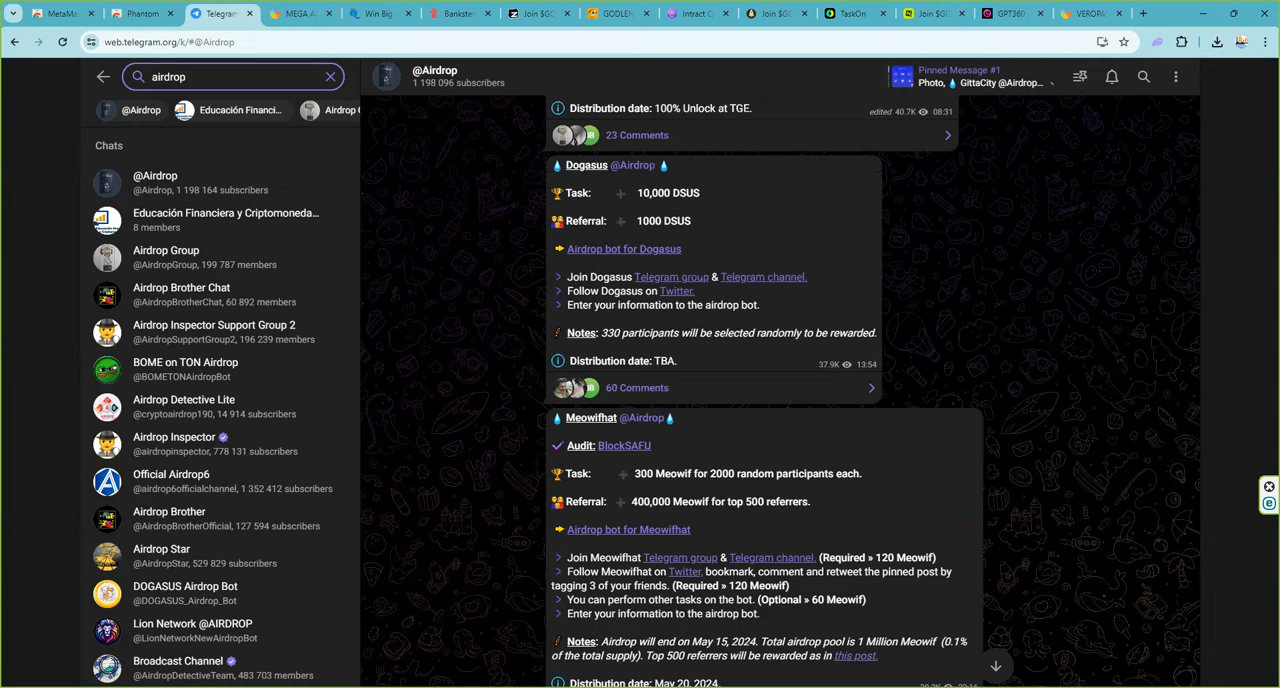 MetaMa
Phantom
Telegram
MEGA A
Win Big
Bankster
Join $GC
GODLEN
Intract Q
Join $GC
TaskOn
Join $GC
GPT360
VEROPA
web.telegram.org/k/#@Airdrop
airdrop
@Airdrop
Educación Financi...
Airdrop G
Chats
@Airdrop
@Airdrop, 1 198 164 subscribers
Educación Financiera y Criptomoneda...
8 members
Airdrop Group
@AirdropGroup, 199 787 members
Airdrop Brother Chat
@AirdropBrotherChat, 60 892 members
Airdrop Inspector Support Group 2
@AirdropSupportGroup2, 196 239 members
BOME on TON Airdrop
@BOMETONAirdropBot
Airdrop Detective Lite
@cryptoairdrop190, 14 914 subscribers
Airdrop Inspector
@airdropinspector, 778 131 subscribers
Official Airdrop6
@airdrop6officialchannel, 1 352 412 subscribers
Airdrop Brother
@AirdropBrotherOfficial, 127 594 subscribers
Airdrop Star
@AirdropStar, 529 829 subscribers
DOGASUS Airdrop Bot
@DOGASUS_Airdrop_Bot
Lion Network @AIRDROP
@LionNetworkNewAirdropBot
Broadcast Channel
@AirdropDetectiveTeam, 483 703 members
@Airdrop
1 198 096 subscribers
Pinned Message #1
Photo, 💧 GittaCity @Airdrop...
Distribution date: 100% Unlock at TGE.
edited 40.7K 08:31
23 Comments
💧 Dogasus @Airdrop 💧
🏆 Task: ➕ 10,000 DSUS
Referral: ➕ 1000 DSUS
Airdrop bot for Dogasus
> Join Dogasus Telegram group & Telegram channel.
> Follow Dogasus on Twitter.
> Enter your information to the airdrop bot.
Notes: 330 participants will be selected randomly to be rewarded.
Distribution date: TBA.
37.9K 13:54
60 Comments
💧 Meowifhat @Airdrop💧
Audit: BlockSAFU
🏆 Task: ➕ 300 Meowif for 2000 random participants each.
Referral: ➕ 400,000 Meowif for top 500 referrers.
Airdrop bot for Meowifhat
> Join Meowifhat Telegram group & Telegram channel. (Required » 120 Meowif)
> Follow Meowifhat on Twitter, bookmark, comment and retweet the pinned post by
tagging 3 of your friends. (Required » 120 Meowif)
> You can perform other tasks on the bot. (Optional » 60 Meowif)
> Enter your information to the airdrop bot.
Notes: Airdrop will end on May 15, 2024. Total airdrop pool is 1 Million Meowif (0.1%
of the total supply). Top 500 referrers will be rewarded as in this post.
Distribution date: May 20, 2024.